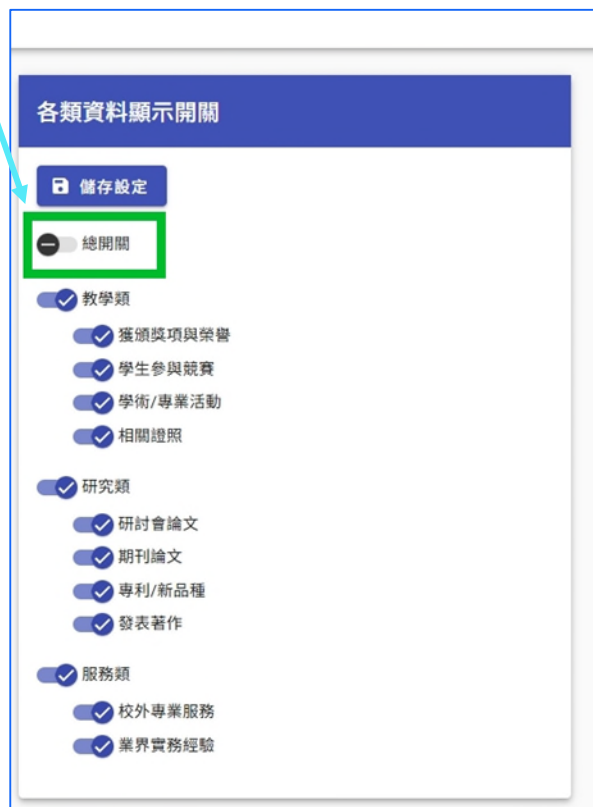 各類資料顯示開關
儲存設定
總開關
教學類
獲頒獎項與榮譽
學生參與競賽
學術/專業活動
相關證照
研究類
研討會論文
期刊論文
專利/新品種
發表著作
服務類
校外專業服務
業界實務經驗